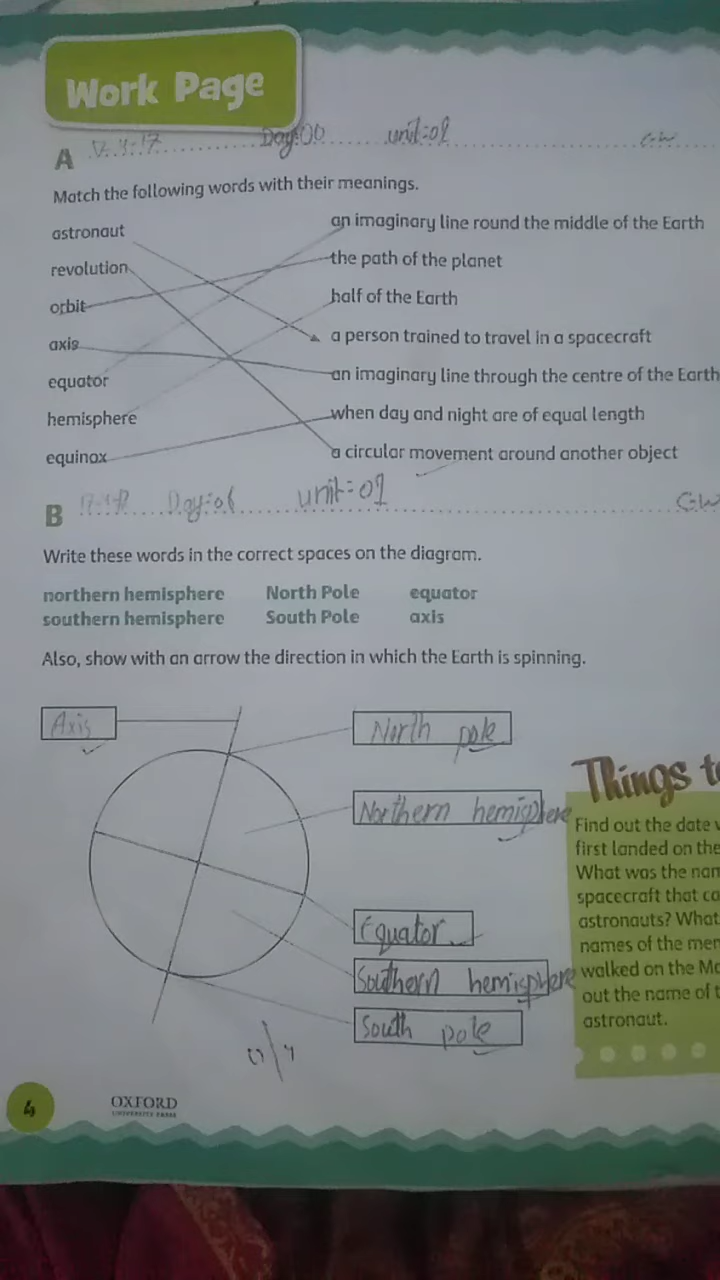 Work Page
A Day:06 unit:01 C.W
Match the following words with their meanings.
astronaut an imaginary line round the middle of the Earth
revolution the path of the planet
orbit half of the Earth
axis a person trained to travel in a spacecraft
equator an imaginary line through the centre of the Earth
hemisphere when day and night are of equal length
equinox a circular movement around another object
B Day:06 unit:01 C.W
Write these words in the correct spaces on the diagram.
northern hemisphere North Pole equator
southern hemisphere South Pole axis
Also, show with an arrow the direction in which the Earth is spinning.
Axis
North pole
Northern hemisphere
Equator
Southern hemisphere
South pole
Things
Find out the date
first landed on the
What was the
spacecraft that
astronauts? What
names of the
walked on the
out the name of
astronaut.
4
OXFORD
UNIVERSITY PRESS